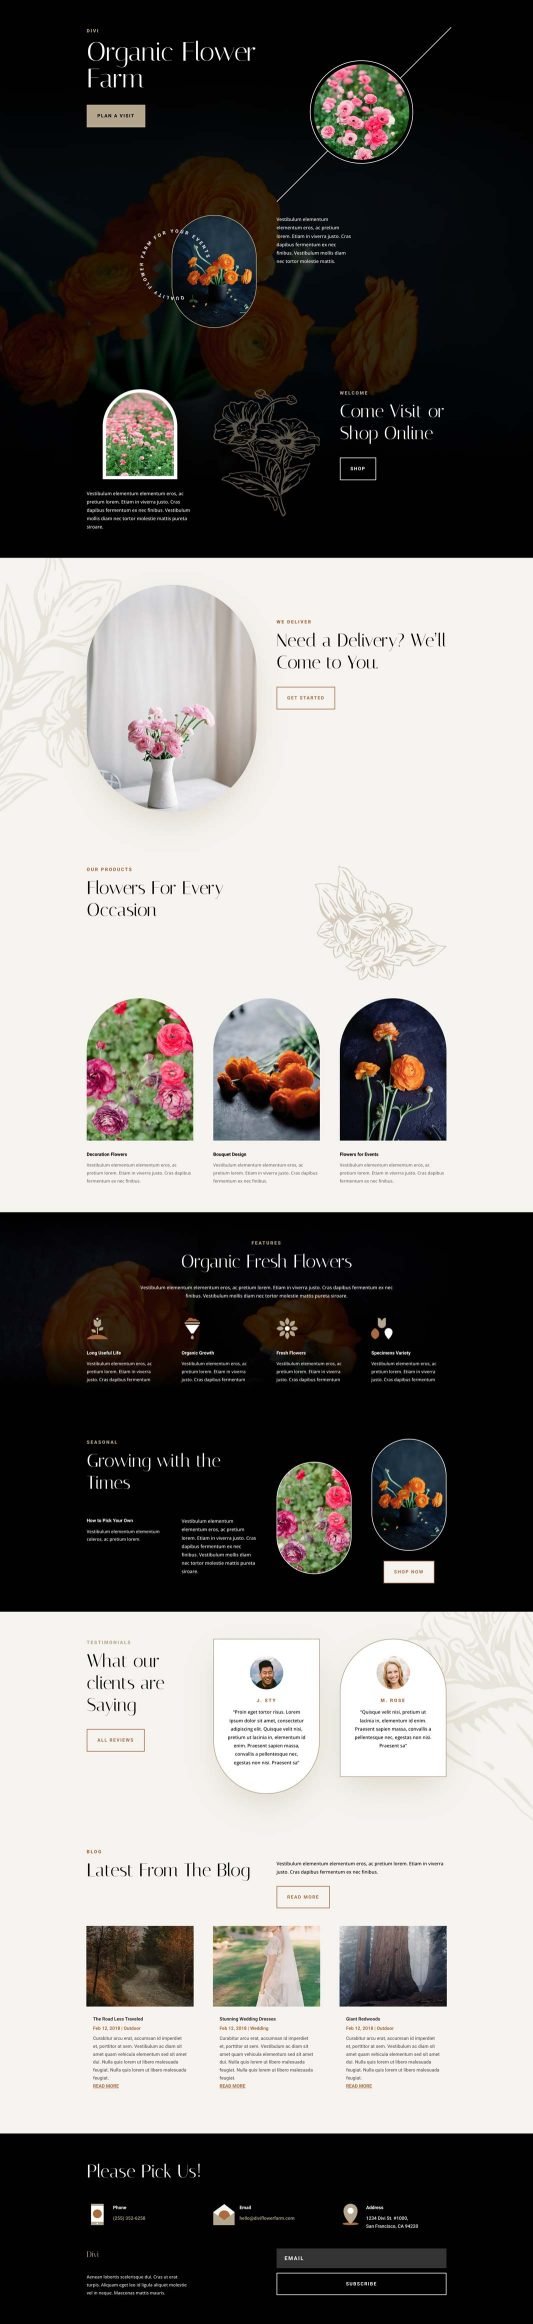 DIVI
Organic Flower
Farm
PLAN A VISIT
Vestibulum elementum
elementum eros, ac pretium
lorem. Etiam in viverra justo. Cras
dapibus fermentum ex nec
finibus. Vestibulum mollis diam
nec tortor molestie mattis.
QUALITY FLOWER FARM FOR YOUR EVENTS
WELCOME
Come Visit or
Shop Online
SHOP
Vestibulum elementum elementum eros, ac
pretium lorem. Etiam in viverra justo. Cras
dapibus fermentum ex nec finibus. Vestibulum
mollis diam nec tortor molestie mattis pureta
siroare.
WE DELIVER
Need a Delivery? We'll
Come to You.
GET STARTED
OUR PRODUCTS
Flowers For Every
Occasion
Decoration Flowers
Vestibulum elementum elementum eros, ac
pretium lorem. Etiam in viverra justo. Cras dapibus
fermentum ex nec finibus.
Bouquet Design
Vestibulum elementum elementum eros, ac
pretium lorem. Etiam in viverra justo. Cras dapibus
fermentum ex nec finibus.
Flowers for Events
Vestibulum elementum elementum eros, ac
pretium lorem. Etiam in viverra justo. Cras dapibus
fermentum ex nec finibus.
FEATURES
Organic Fresh Flowers
Vestibulum elementum elementum eros, ac pretium lorem. Etiam in viverra justo. Cras dapibus fermentum ex nec
finibus. Vestibulum mollis diam nec tortor molestie mattis pureta siroare.
Long Useful Life
Vestibulum elementum eros, ac
pretium lorem. Etiam in viverra
justo. Cras dapibus fermentum
Organic Growth
Vestibulum elementum eros, ac
pretium lorem. Etiam in viverra
justo. Cras dapibus fermentum
Fresh Flowers
Vestibulum elementum eros, ac
pretium lorem. Etiam in viverra
justo. Cras dapibus fermentum
Specimens Variety
Vestibulum elementum eros, ac
pretium lorem. Etiam in viverra
justo. Cras dapibus fermentum
SEASONAL
Growing with the
Times
How to Pick Your Own
Vestibulum elementum elementum
celeros, ac pretium lorem.
Vestibulum elementum
elementum eros, ac pretium
lorem. Etiam in viverra justo. Cras
dapibus fermentum ex nec
finibus. Vestibulum mollis diam
nec tortor molestie mattis pureta
siroare.
SHOP NOW
TESTIMONIALS
What our
clients are
Saying
ALL REVIEWS
J. STY
"Proin eget tortor risus. Lorem
ipsum dolor sit amet, consectetur
adipiscing elit. Quisque velit nisi,
pretium ut lacinia in, elementum id
enim. Praesent sapien massa,
convallis a pellentesque nec,
egestas non nisi. Praesent sa"
M. ROSE
"Quisque velit nisi, pretium ut
lacinia in, elementum id enim.
Praesent sapien massa, convallis a
pellentesque nec, egestas non nisi.
Praesent sa"
BLOG
Latest From The Blog
Vestibulum elementum elementum eros, ac pretium lorem. Etiam in viverra
justo. Cras dapibus fermentum ex nec finibus.
READ MORE
The Road Less Traveled
Feb 12, 2018 | Outdoor
Curabitur arcu erat, accumsan id imperdiet
et, porttitor at sem. Vestibulum ac diam sit
amet quam vehicula elementum sed sit amet
dui. Nulla quis lorem ut libero malesuada
feugiat. Nulla quis lorem ut libero malesuada
feugiat.
READ MORE
Stunning Wedding Dresses
Feb 12, 2018 | Wedding
Curabitur arcu erat, accumsan id imperdiet
et, porttitor at sem. Vestibulum ac diam sit
amet quam vehicula elementum sed sit amet
dui. Nulla quis lorem ut libero malesuada
feugiat. Nulla quis lorem ut libero malesuada
feugiat.
READ MORE
Giant Redwoods
Feb 12, 2018 | Outdoor
Curabitur arcu erat, accumsan id imperdiet
et, porttitor at sem. Vestibulum ac diam sit
amet quam vehicula elementum sed sit amet
dui. Nulla quis lorem ut libero malesuada
feugiat. Nulla quis lorem ut libero malesuada
feugiat.
READ MORE
Please Pick Us!
Phone
(255) 352-6258
Email
hello@diviflowerfarm.com
Address
1234 Divi St. #1000,
San Francisco, CA 94220
Divi
Aenean lobortis scelerisque dui. Cras ut erat
turpis. Aliquam eget leo id ligula aliquet molestie
vel in neque. Maecenas mattis mauris.
EMAIL
SUBSCRIBE